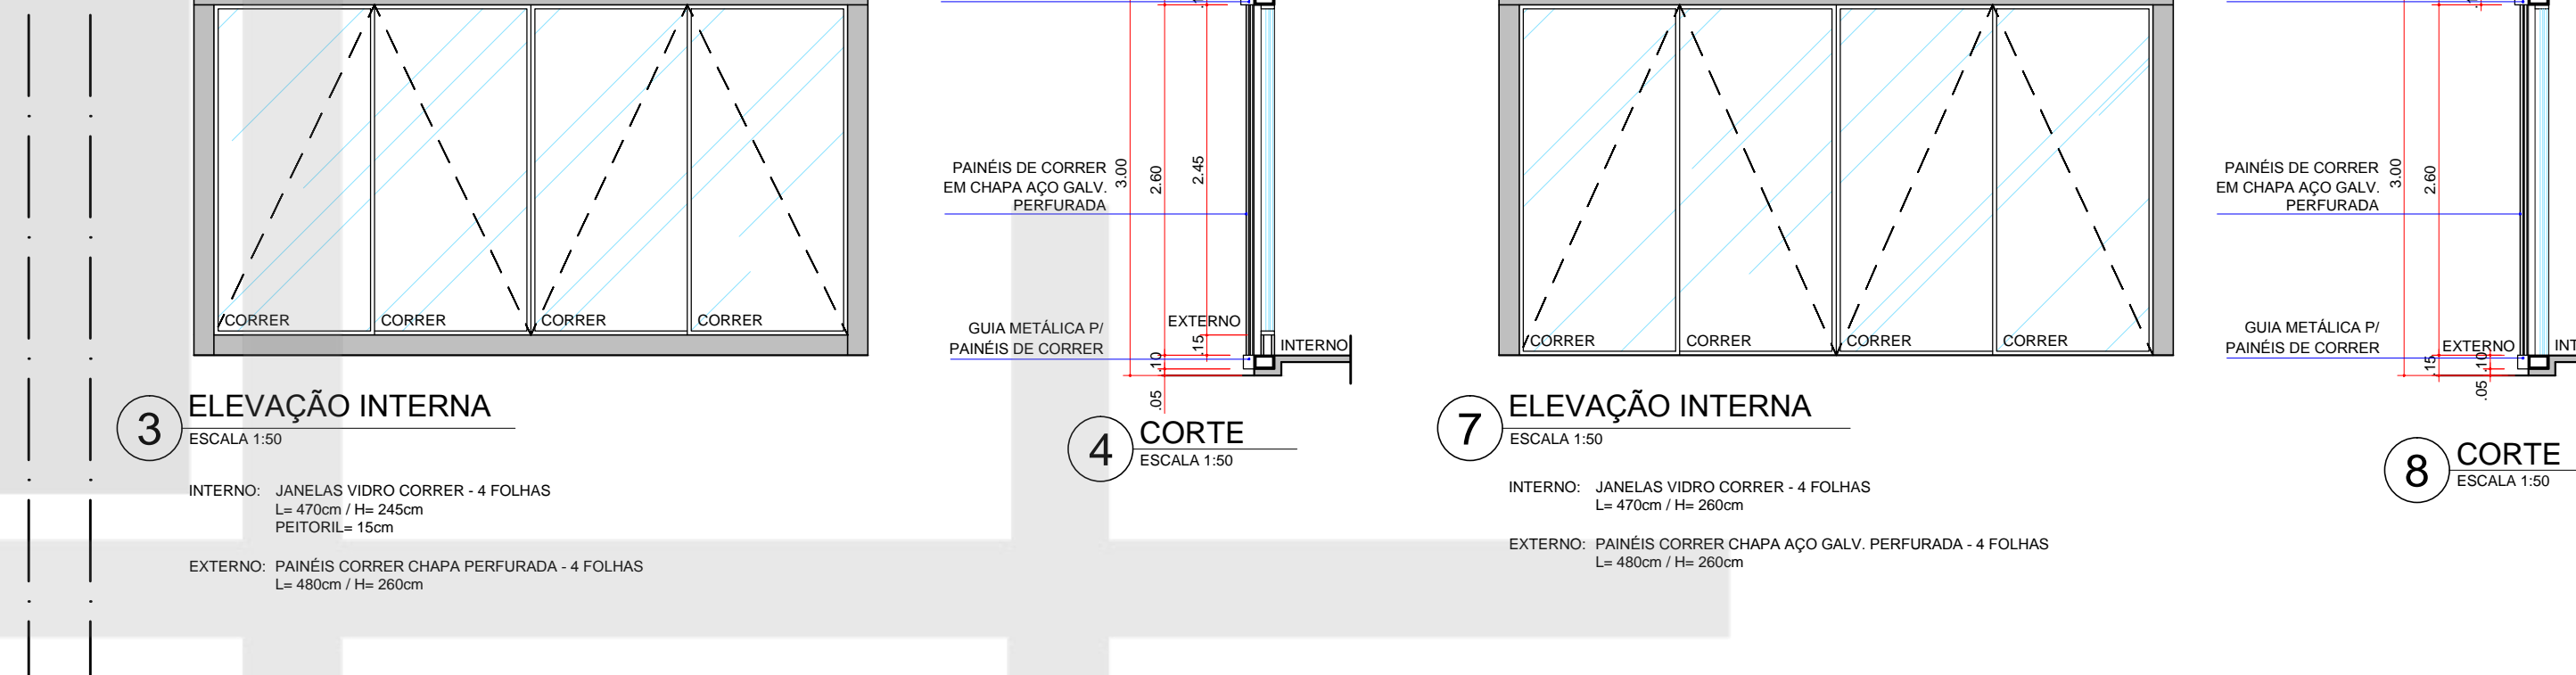 CORRER
CORRER
CORRER
CORRER
3
ELEVAÇÃO INTERNA
ESCALA 1:50
INTERNO: JANELAS VIDRO CORRER - 4 FOLHAS
L= 470cm / H= 245cm
PEITORIL= 15cm
EXTERNO: PAINÉIS CORRER CHAPA PERFURADA - 4 FOLHAS
L= 480cm / H= 260cm
PAINÉIS DE CORRER
EM CHAPA AÇO GALV.
PERFURADA
3.00
2.60
2.45
GUIA METÁLICA P/
PAINÉIS DE CORRER
EXTERNO
INTERNO
.15
.10
.05
4
CORTE
ESCALA 1:50
CORRER
CORRER
CORRER
CORRER
7
ELEVAÇÃO INTERNA
ESCALA 1:50
INTERNO: JANELAS VIDRO CORRER - 4 FOLHAS
L= 470cm / H= 260cm
EXTERNO: PAINÉIS CORRER CHAPA AÇO GALV. PERFURADA - 4 FOLHAS
L= 480cm / H= 260cm
PAINÉIS DE CORRER
EM CHAPA AÇO GALV.
PERFURADA
3.00
2.60
GUIA METÁLICA P/
PAINÉIS DE CORRER
EXTERNO
INT
.15
.10
.05
8
CORTE
ESCALA 1:50